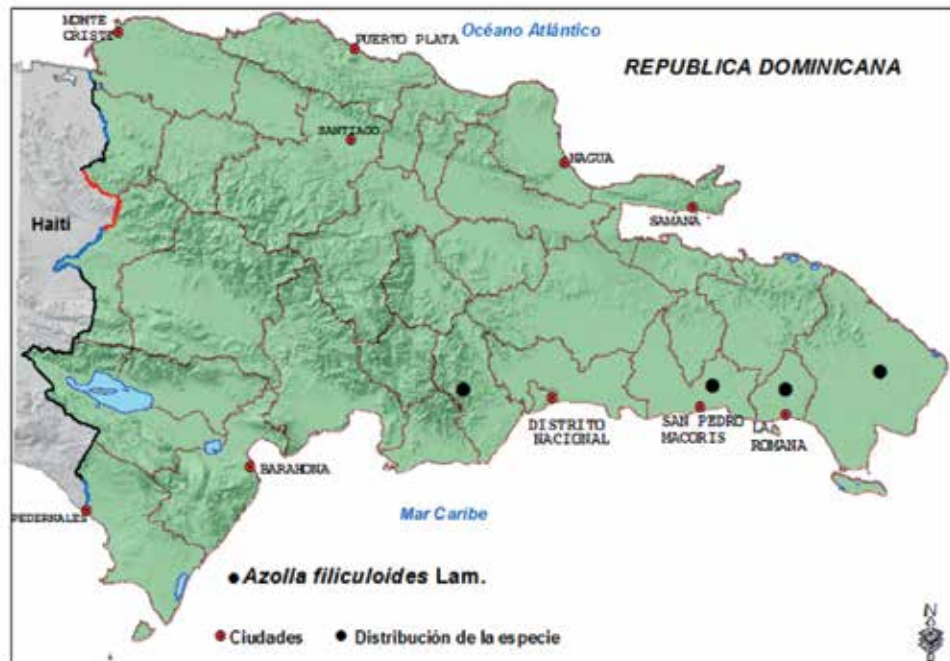 MONTE
CRISTI
PUERTO PLATA
Océano Atlántico
REPUBLICA DOMINICANA
SANTIAGO
NAGUA
SAMANA
Haití
DISTRITO
NACIONAL
SAN PEDRO
MACORIS
LA
ROMANA
BARAHONA
PEDERNALES
Mar Caribe
Azolla filiculoides Lam.
Ciudades
Distribución de la especie
N